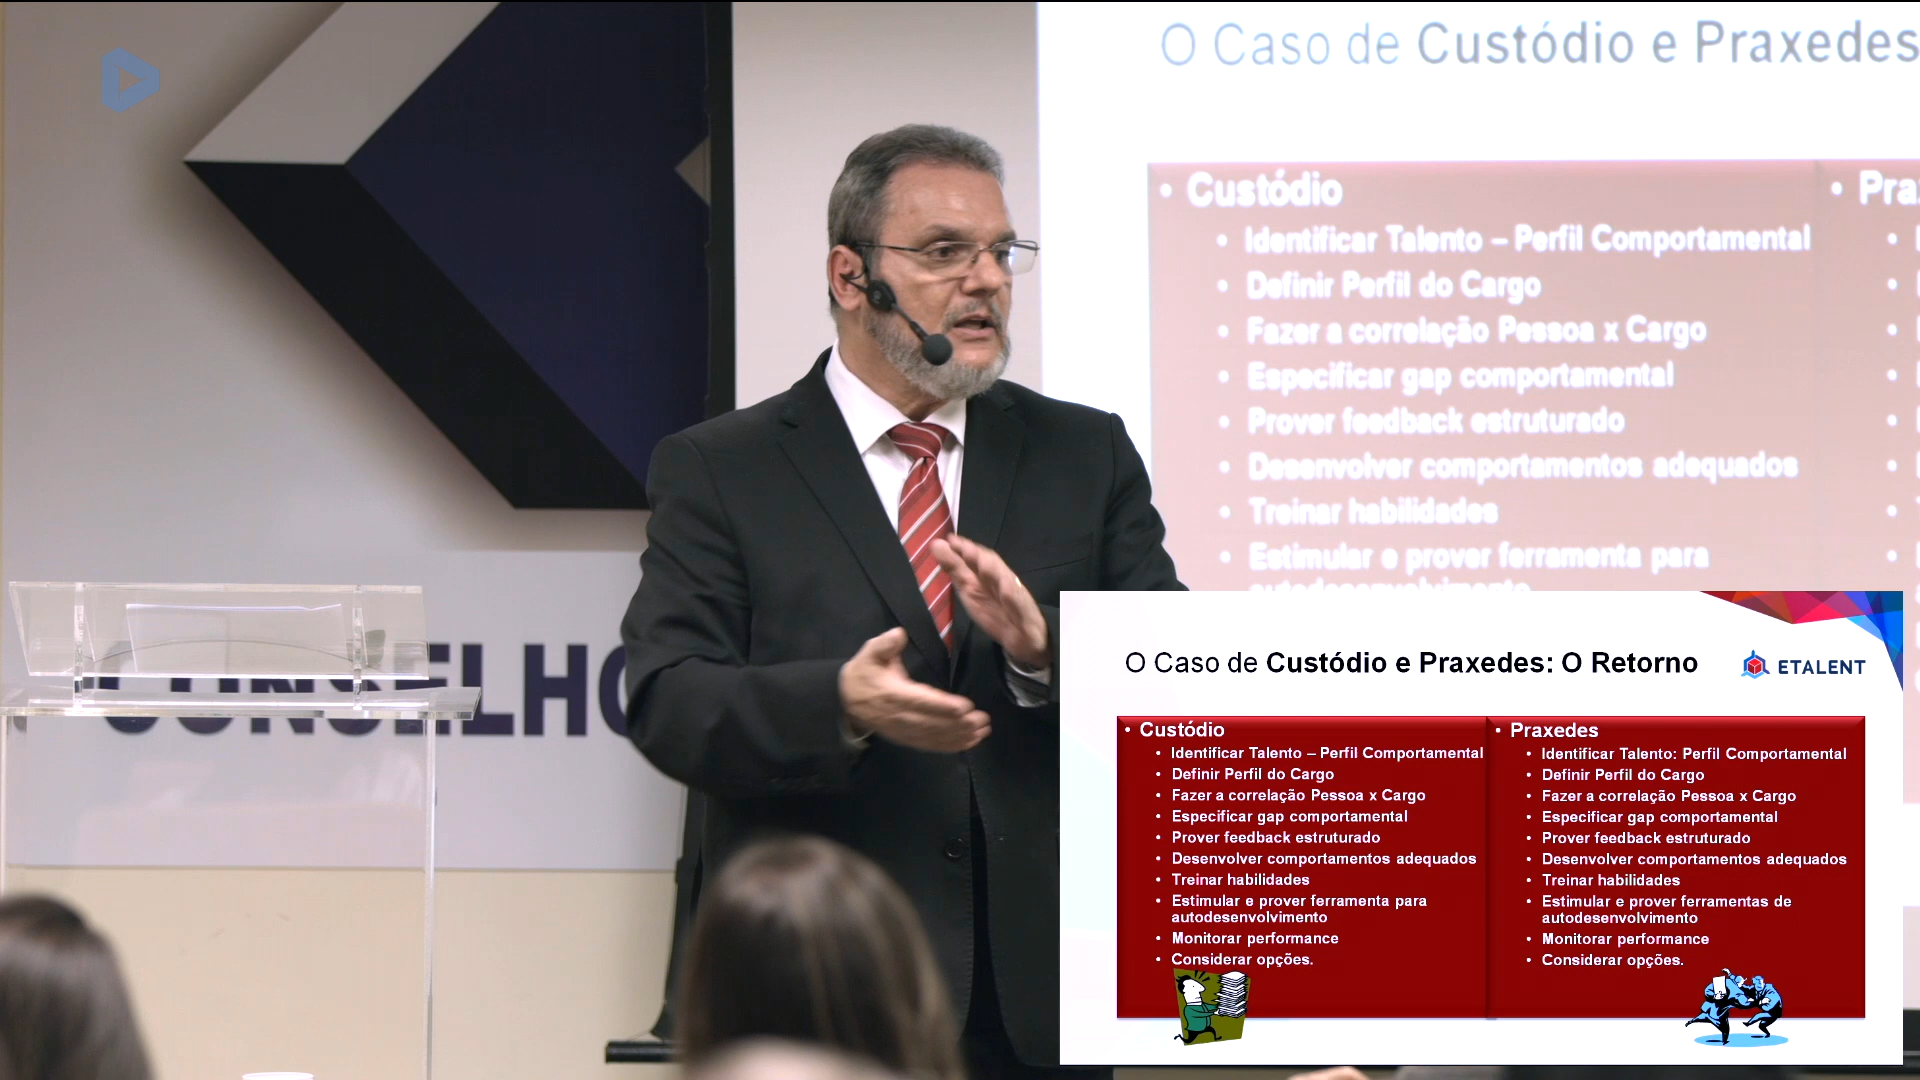 O Caso de Custódio e Praxedes
• Custódio
• Identificar Talento – Perfil Comportamental
• Definir Perfil do Cargo
• Fazer a correlação Pessoa x Cargo
• Especificar gap comportamental
• Prover feedback estruturado
• Desenvolver comportamentos adequados
• Treinar habilidades
• Estimular e prover ferramenta para
autodesenvolvimento
• Pra
CONSELHO
O Caso de Custódio e Praxedes: O Retorno
ETALENT
• Custódio
• Identificar Talento – Perfil Comportamental
• Definir Perfil do Cargo
• Fazer a correlação Pessoa x Cargo
• Especificar gap comportamental
• Prover feedback estruturado
• Desenvolver comportamentos adequados
• Treinar habilidades
• Estimular e prover ferramenta para
autodesenvolvimento
• Monitorar performance
• Considerar opções.
• Praxedes
• Identificar Talento: Perfil Comportamental
• Definir Perfil do Cargo
• Fazer a correlação Pessoa x Cargo
• Especificar gap comportamental
• Prover feedback estruturado
• Desenvolver comportamentos adequados
• Treinar habilidades
• Estimular e prover ferramentas de
autodesenvolvimento
• Monitorar performance
• Considerar opções.